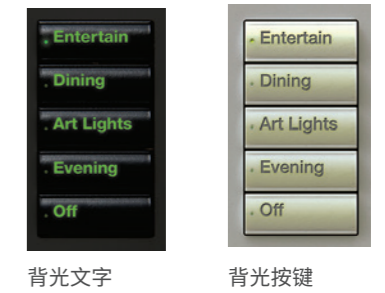 Entertain
Dining
Art Lights
Evening
Off
背光文字
Entertain
Dining
Art Lights
Evening
Off
背光按键